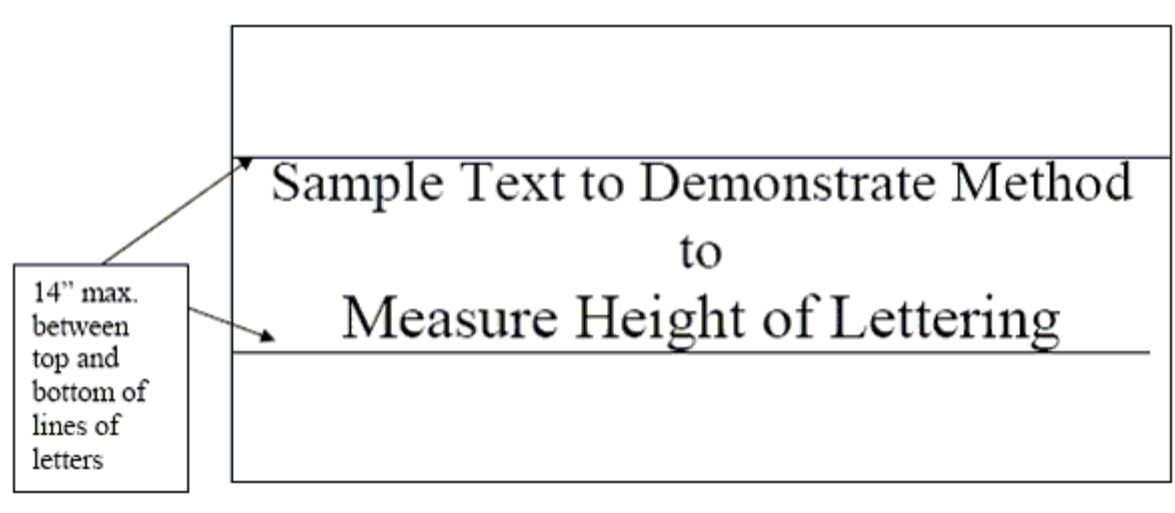 Sample Text to Demonstrate Method
to
Measure Height of Lettering
14” max.
between
top and
bottom of
lines of
letters